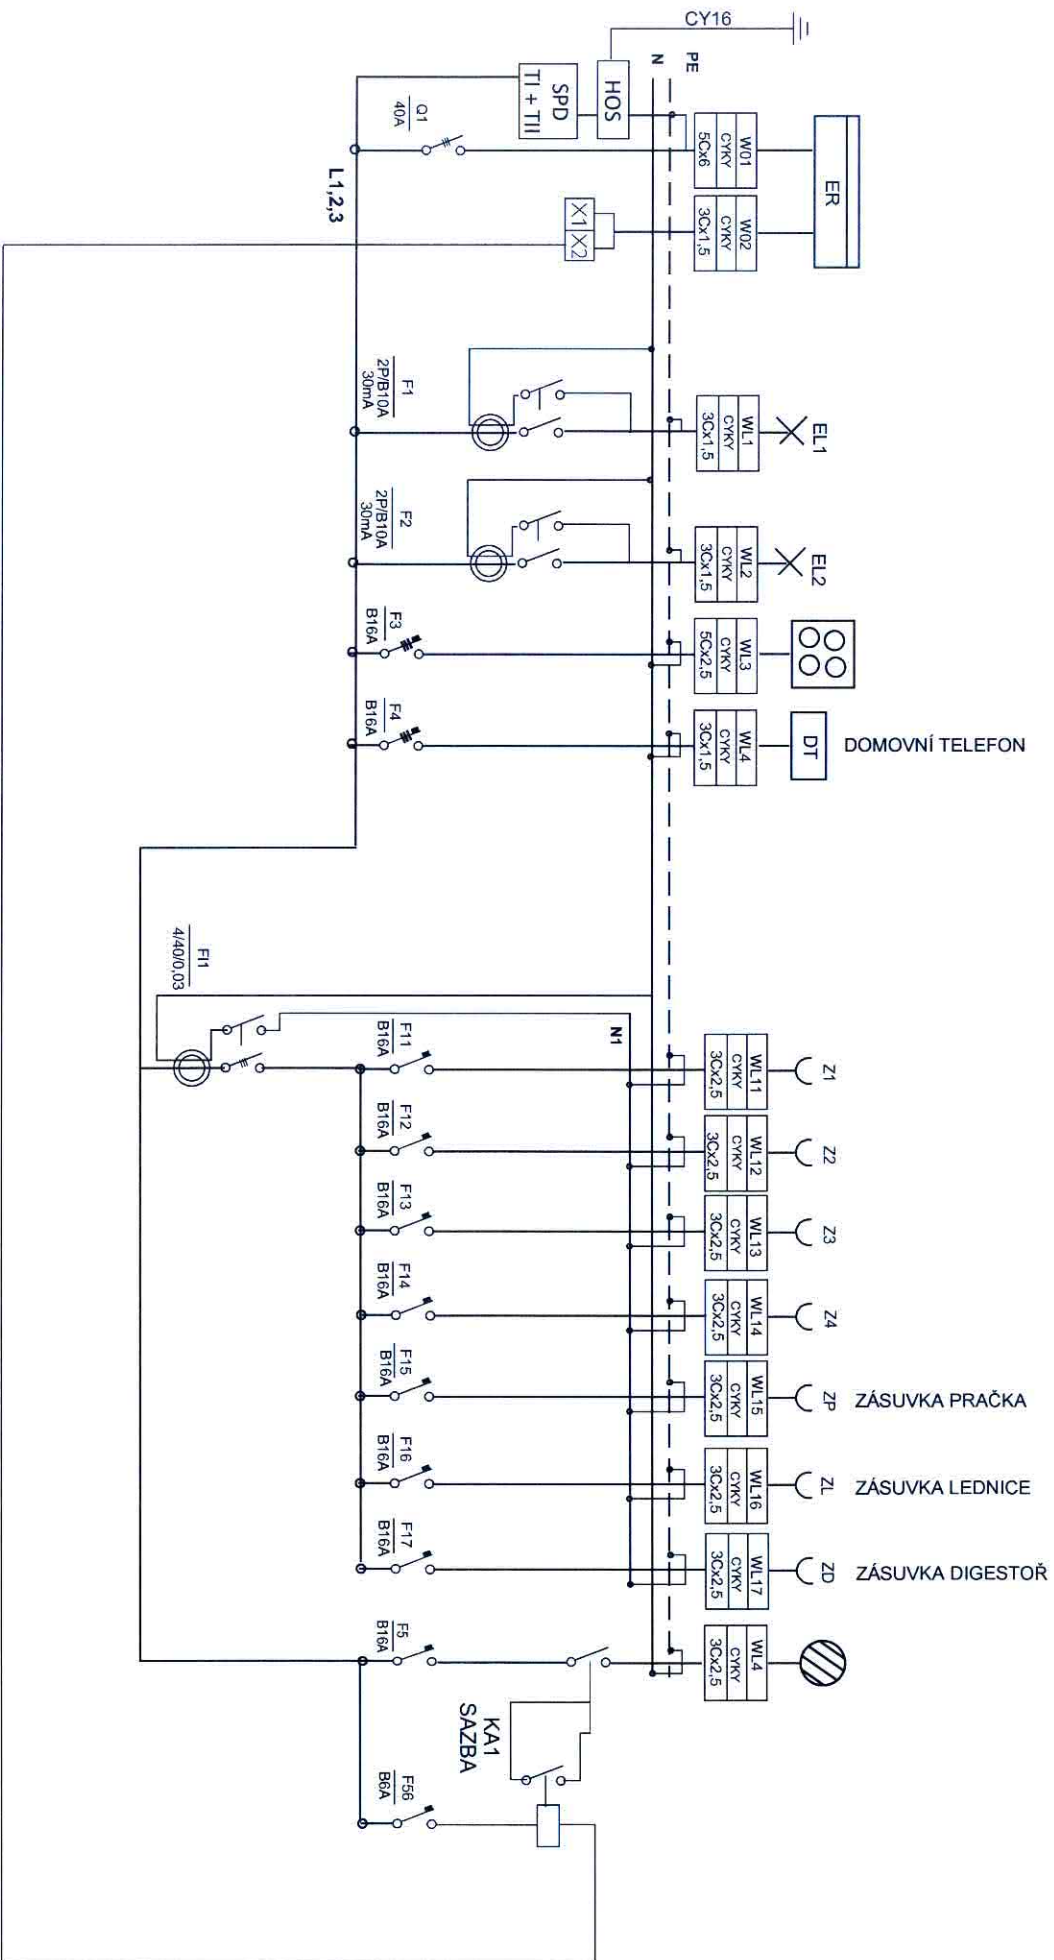 CY16
PE
N
HOS
SPD
TI + TII
Q1
40A
L1,2,3
W01
CYKY
5Cx6
ER
W02
CYKY
3Cx1,5
X1
X2
F1
2P/B10A
30mA
WL1
CYKY
3Cx1,5
EL1
F2
2P/B10A
30mA
WL2
CYKY
3Cx1,5
EL2
F3
B16A
WL3
CYKY
5Cx2,5
F4
B16A
WL4
CYKY
3Cx1,5
DT
DOMOVNÍ TELEFON
FI1
4/40/0,03
N1
F11
B16A
WL11
CYKY
3Cx2,5
Z1
F12
B16A
WL12
CYKY
3Cx2,5
Z2
F13
B16A
WL13
CYKY
3Cx2,5
Z3
F14
B16A
WL14
CYKY
3Cx2,5
Z4
F15
B16A
WL15
CYKY
3Cx2,5
ZP
ZÁSUVKA PRAČKA
F16
B16A
WL16
CYKY
3Cx2,5
ZL
ZÁSUVKA LEDNICE
F17
B16A
WL17
CYKY
3Cx2,5
ZD
ZÁSUVKA DIGESTOŘ
F5
B16A
WL4
CYKY
3Cx2,5
KA1
SAZBA
F56
B6A